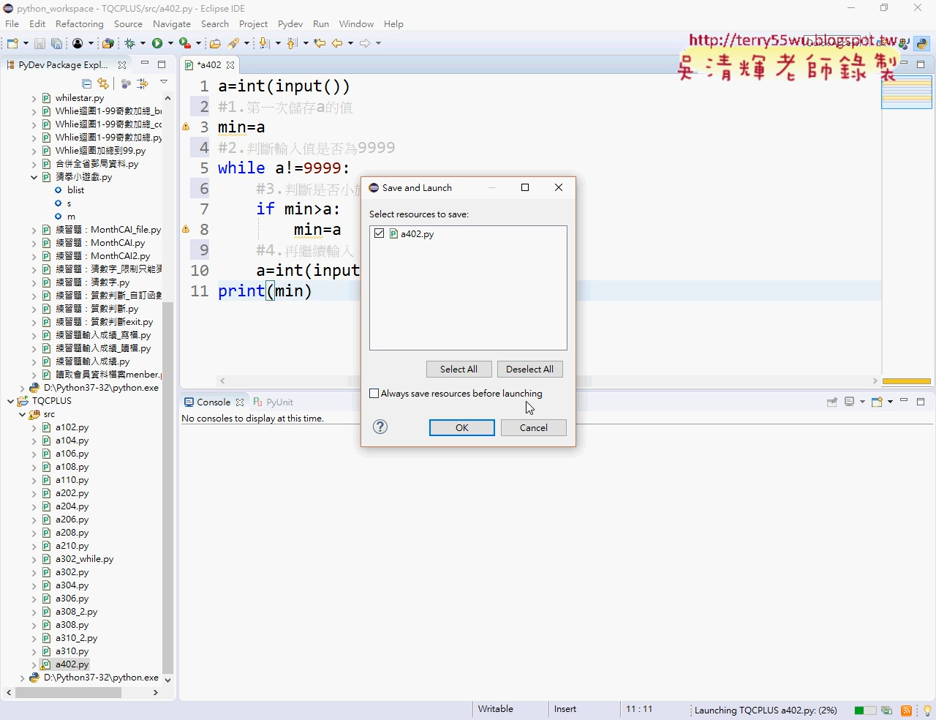 python_workspace - TQCPLUS/src/a402.py - Eclipse IDE
File Edit Refactoring Source Navigate Search Project Pydev Run Window Help
http://terry55wu.blogspot.tw
吳清輝老師錄製
PyDev Package Expl...
*a402
whilestar.py
Whlie迴圈1-99奇數加總_br
Whlie迴圈1-99奇數加總_cc
Whlie迴圈1-99奇數加總.py
Whlie迴圈加總到99.py
合併全省郵局資料.py
猜拳小遊戲.py
blist
s
m
練習題：MonthCAI_file.py
練習題：MonthCAI.py
練習題：MonthCAI2.py
練習題：猜數字_限制只能猜
練習題：猜數字.py
練習題：質數判斷_自訂函數
練習題：質數判斷.py
練習題：質數判斷exit.py
練習題輸入成績_寫檔.py
練習題輸入成績_讀檔.py
練習題輸入成績.py
讀取會員資料檔案menber.p
D:\Python37-32\python.exe
TQCPLUS
src
a102.py
a104.py
a106.py
a108.py
a110.py
a202.py
a204.py
a206.py
a208.py
a210.py
a302_while.py
a302.py
a304.py
a306.py
a308_2.py
a308.py
a310_2.py
a310.py
a402.py
D:\Python37-32\python.exe
1 a=int(input())
2 #1.第一次儲存a的值
3 min=a
4 #2.判斷輸入值是否為9999
5 while a!=9999:
6 #3.判斷是否小於
7 if min>a:
8 min=a
9 #4.再繼續輸入
10 a=int(input
11 print(min)
Save and Launch
Select resources to save:
a402.py
Select All Deselect All
Always save resources before launching
OK Cancel
Console PyUnit
No consoles to display at this time.
Writable Insert 11 : 11 Launching TQCPLUS a402.py: (2%)